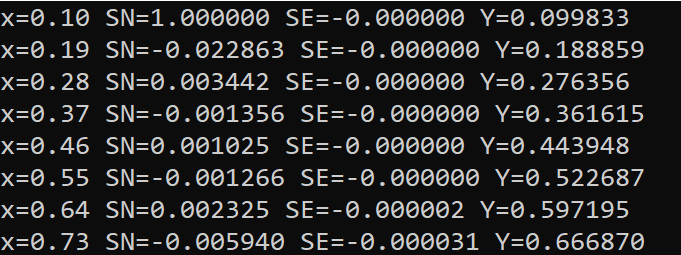 x=0.10 SN=1.000000 SE=-0.000000 Y=0.099833
x=0.19 SN=-0.022863 SE=-0.000000 Y=0.188859
x=0.28 SN=0.003442 SE=-0.000000 Y=0.276356
x=0.37 SN=-0.001356 SE=-0.000000 Y=0.361615
x=0.46 SN=0.001025 SE=-0.000000 Y=0.443948
x=0.55 SN=-0.001266 SE=-0.000000 Y=0.522687
x=0.64 SN=0.002325 SE=-0.000002 Y=0.597195
x=0.73 SN=-0.005940 SE=-0.000031 Y=0.666870